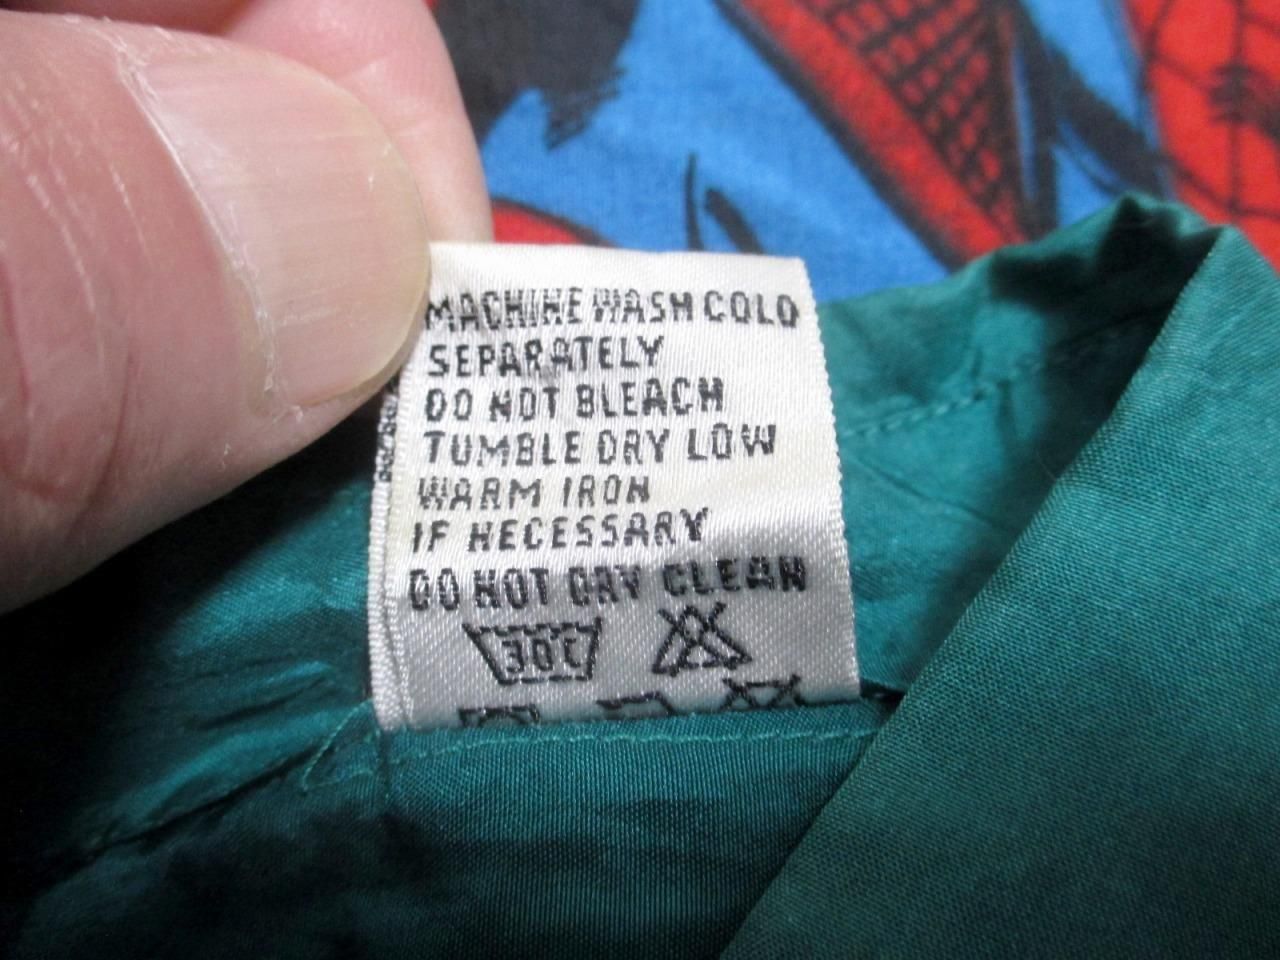 MACHINE WASH COLD
SEPARATELY
DO NOT BLEACH
TUMBLE DRY LOW
WARM IRON
IF NECESSARY
DO NOT DRY CLEAN
30C